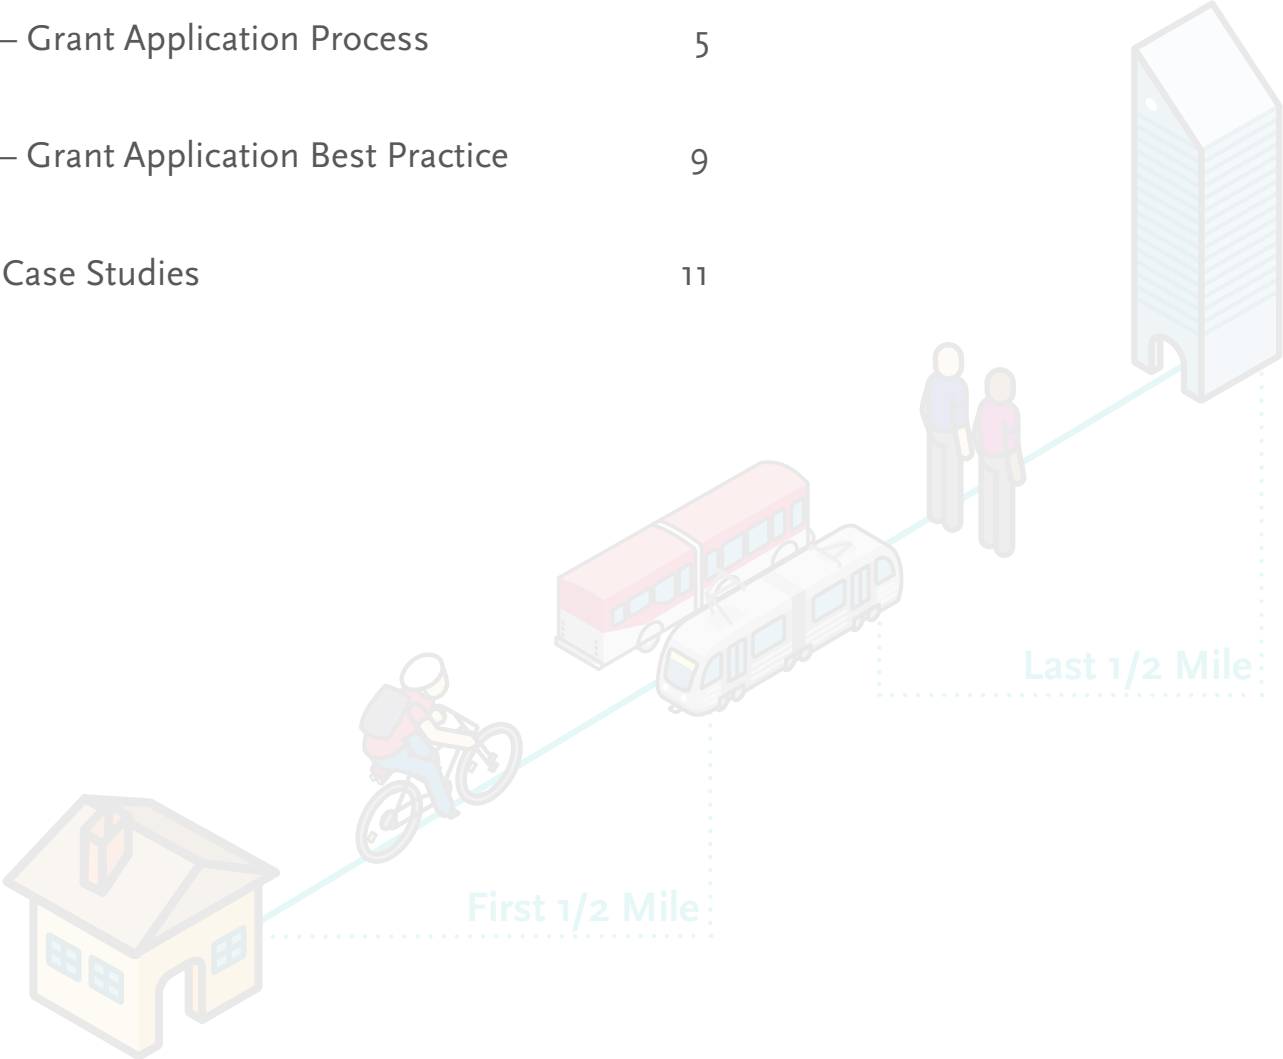 – Grant Application Process 5
– Grant Application Best Practice 9
Case Studies 11
Last 1/2 Mile
First 1/2 Mile